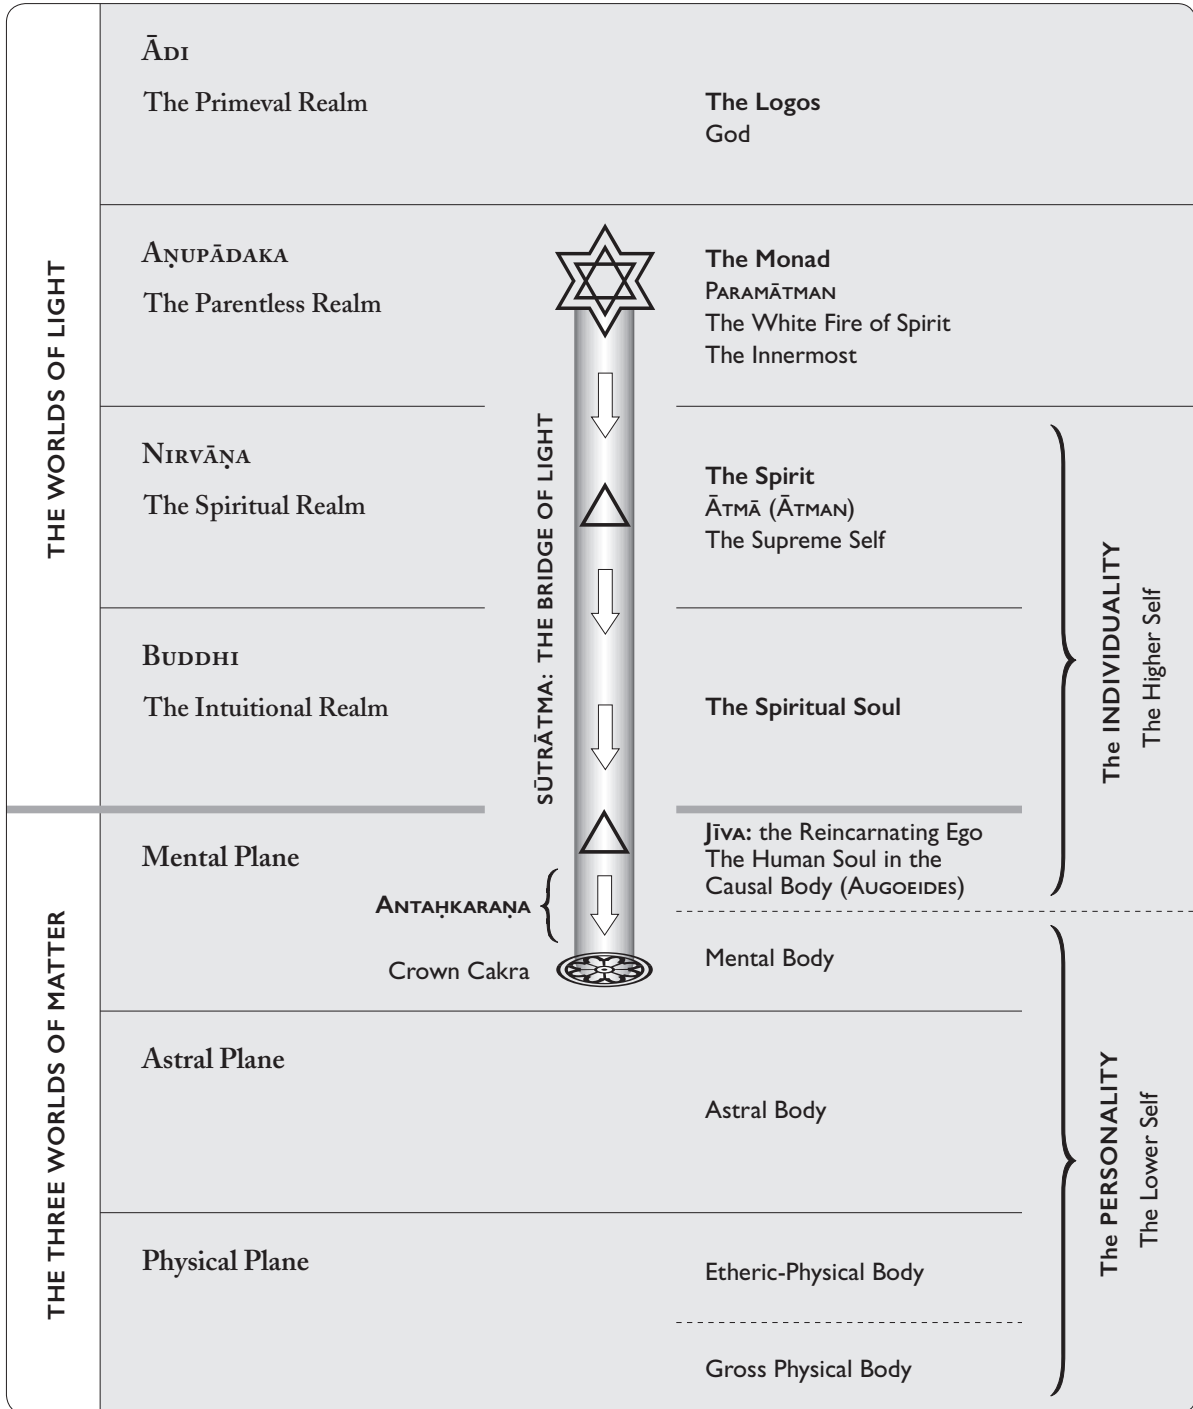 THE WORLDS OF LIGHT
ĀDI
The Primeval Realm
The Logos
God
AṆUPĀDAKA
The Parentless Realm
The Monad
PARAMĀTMAN
The White Fire of Spirit
The Innermost
SŪTRĀTMA: THE BRIDGE OF LIGHT
NIRVĀṆA
The Spiritual Realm
The Spirit
ĀTMĀ (ĀTMAN)
The Supreme Self
BUDDHI
The Intuitional Realm
The Spiritual Soul
The INDIVIDUALITY
The Higher Self
THE THREE WORLDS OF MATTER
Mental Plane
JĪVA: the Reincarnating Ego
The Human Soul in the
Causal Body (AUGOEIDES)
ANTAḤKARAṆA
Crown Cakra
Mental Body
Astral Plane
Astral Body
Physical Plane
Etheric-Physical Body
Gross Physical Body
The PERSONALITY
The Lower Self